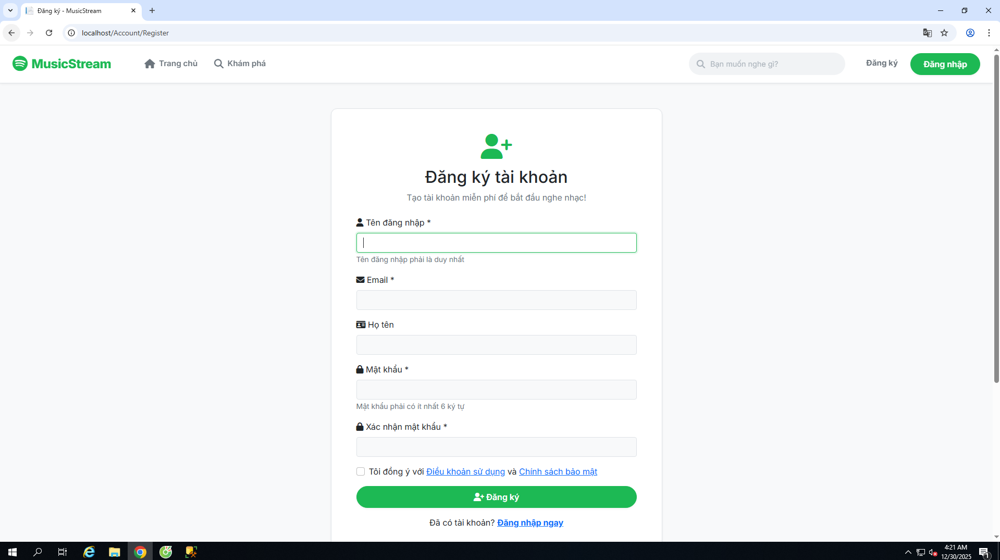 Đăng ký - MusicStream
localhost/Account/Register
MusicStream
Trang chủ
Khám phá
Bạn muốn nghe gì?
Đăng ký
Đăng nhập
Đăng ký tài khoản
Tạo tài khoản miễn phí để bắt đầu nghe nhạc!
Tên đăng nhập *
Tên đăng nhập phải là duy nhất
Email *
Họ tên
Mật khẩu *
Mật khẩu phải có ít nhất 6 ký tự
Xác nhận mật khẩu *
Tôi đồng ý với Điều khoản sử dụng và Chính sách bảo mật
Đăng ký
Đã có tài khoản? Đăng nhập ngay
4:21 AM
12/30/2025
1